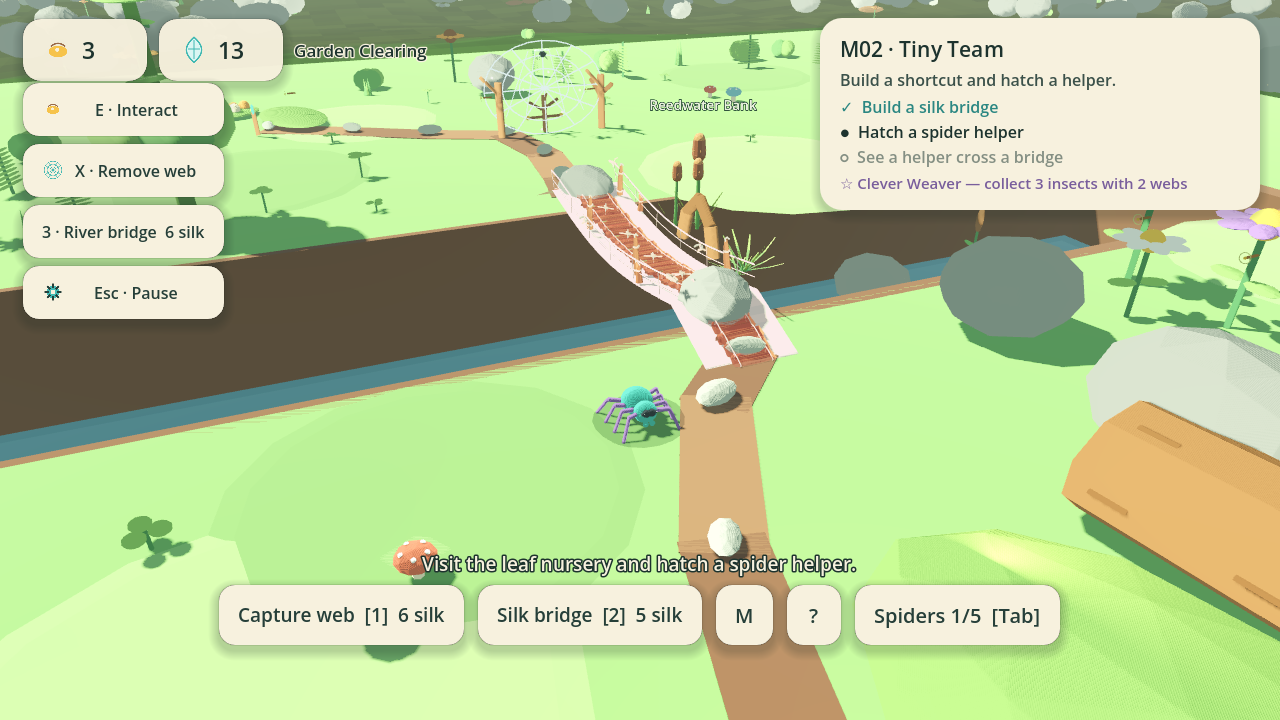 3
13
Garden Clearing
E · Interact
X · Remove web
3 · River bridge 6 silk
Esc · Pause
Reedwater Bank
M02 · Tiny Team
Build a shortcut and hatch a helper.
✓ Build a silk bridge
● Hatch a spider helper
○ See a helper cross a bridge
☆ Clever Weaver — collect 3 insects with 2 webs
Visit the leaf nursery and hatch a spider helper.
Capture web [1] 6 silk
Silk bridge [2] 5 silk
M
?
Spiders 1/5 [Tab]